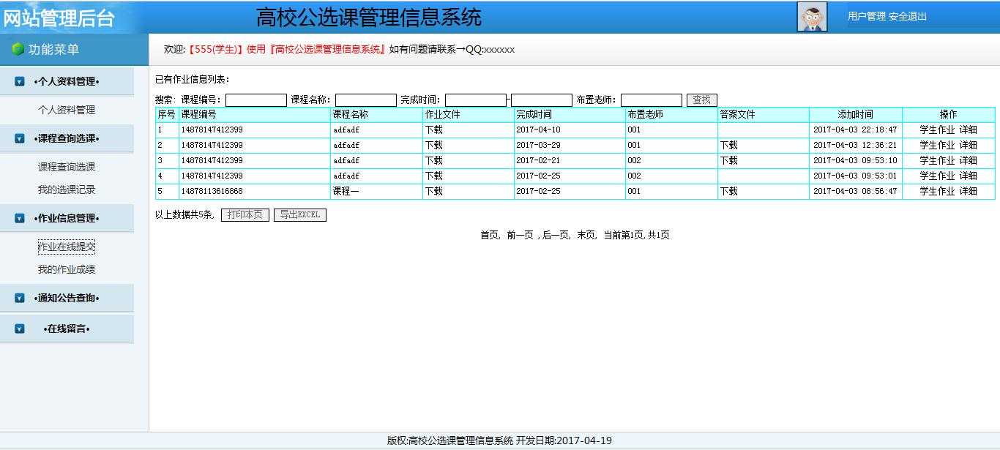 网站管理后台
高校公选课管理信息系统
用户管理 安全退出
功能菜单
欢迎:【555(学生)】使用『高校公选课管理信息系统』如有问题请联系→QQ:xxxxxx
•个人资料管理•
个人资料管理
•课程查询选课•
课程查询选课
我的选课记录
•作业信息管理•
作业在线提交
我的作业成绩
•通知公告查询•
•在线留言•
已有作业信息列表:
搜索: 课程编号: 课程名称: 完成时间: - 布置老师: 查找
序号 课程编号 课程名称 作业文件 完成时间 布置老师 答案文件 添加时间 操作
1 14878147412399 adfadf 下载 2017-04-10 001 2017-04-03 22:18:47 学生作业 详细
2 14878147412399 adfadf 下载 2017-03-29 001 下载 2017-04-03 12:36:21 学生作业 详细
3 14878147412399 adfadf 下载 2017-02-21 002 下载 2017-04-03 09:53:10 学生作业 详细
4 14878147412399 adfadf 下载 2017-02-25 002 2017-04-03 09:53:01 学生作业 详细
5 14878113616868 课程一 下载 2017-02-25 001 下载 2017-04-03 08:56:47 学生作业 详细
以上数据共5条, 打印本页 导出EXCEL
首页, 前一页 ,后一页, 末页, 当前第1页,共1页
版权:高校公选课管理信息系统 开发日期:2017-04-19